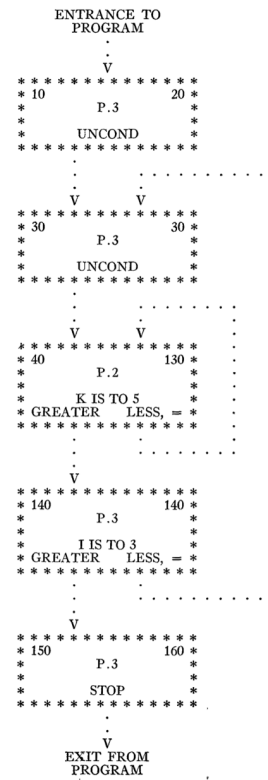 ENTRANCE TO
PROGRAM
V
10 20
P.3
UNCOND
V V
30 30
P.3
UNCOND
V V
40 130
P.2
K IS TO 5
GREATER LESS, =
V
140 140
P.3
I IS TO 3
GREATER LESS, =
V
150 160
P.3
STOP
V
EXIT FROM
PROGRAM